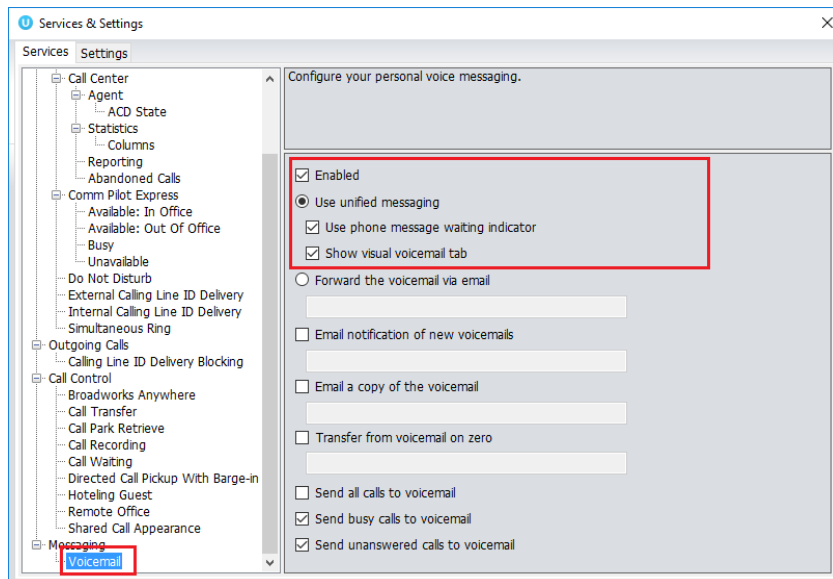 U Services & Settings
Services Settings
Call Center
Agent
ACD State
Statistics
Columns
Reporting
Abandoned Calls
Comm Pilot Express
Available: In Office
Available: Out Of Office
Busy
Unavailable
Do Not Disturb
External Calling Line ID Delivery
Internal Calling Line ID Delivery
Simultaneous Ring
Outgoing Calls
Calling Line ID Delivery Blocking
Call Control
Broadworks Anywhere
Call Transfer
Call Park Retrieve
Call Recording
Call Waiting
Directed Call Pickup With Barge-in
Hoteling Guest
Remote Office
Shared Call Appearance
Messaging
Voicemail
Configure your personal voice messaging.
Enabled
Use unified messaging
Use phone message waiting indicator
Show visual voicemail tab
Forward the voicemail via email
Email notification of new voicemails
Email a copy of the voicemail
Transfer from voicemail on zero
Send all calls to voicemail
Send busy calls to voicemail
Send unanswered calls to voicemail